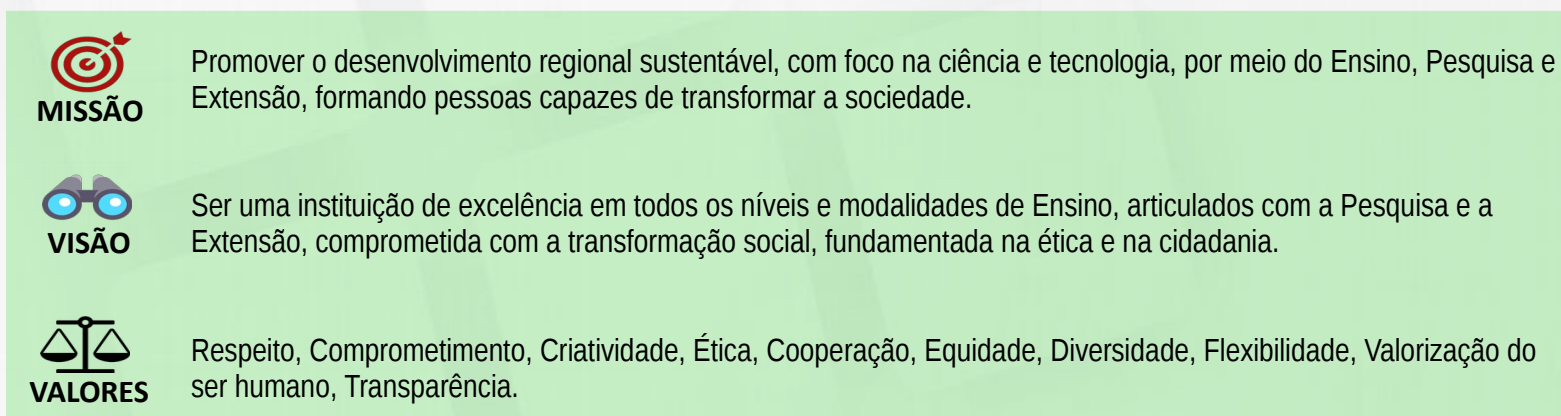 MISSÃO
Promover o desenvolvimento regional sustentável, com foco na ciência e tecnologia, por meio do Ensino, Pesquisa e
Extensão, formando pessoas capazes de transformar a sociedade.
VISÃO
Ser uma instituição de excelência em todos os níveis e modalidades de Ensino, articulados com a Pesquisa e a
Extensão, comprometida com a transformação social, fundamentada na ética e na cidadania.
VALORES
Respeito, Comprometimento, Criatividade, Ética, Cooperação, Equidade, Diversidade, Flexibilidade, Valorização do
ser humano, Transparência.